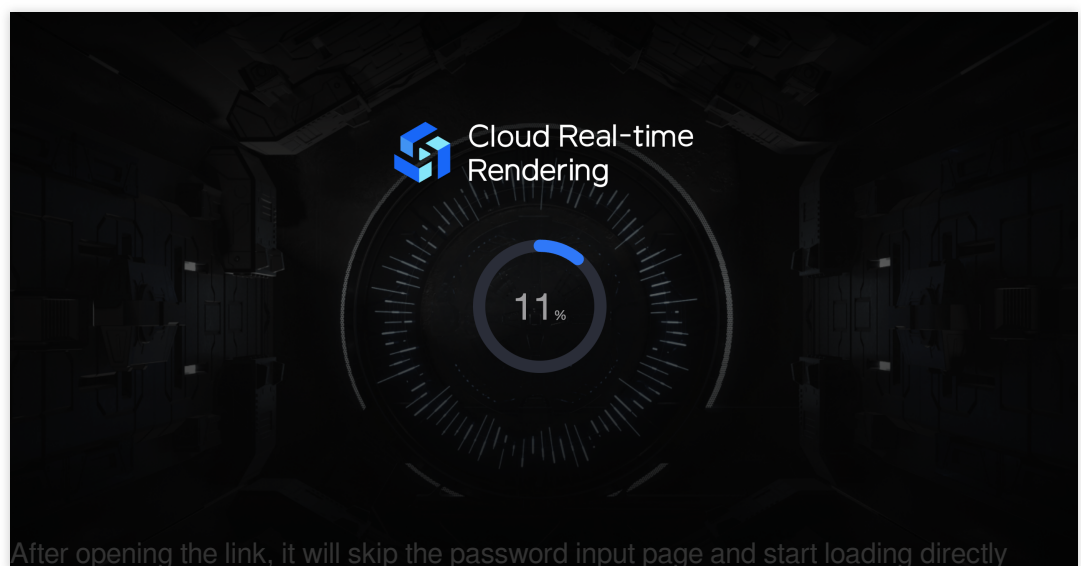 Cloud Real-time
Rendering
11%
After opening the link, it will skip the password input page and start loading directly